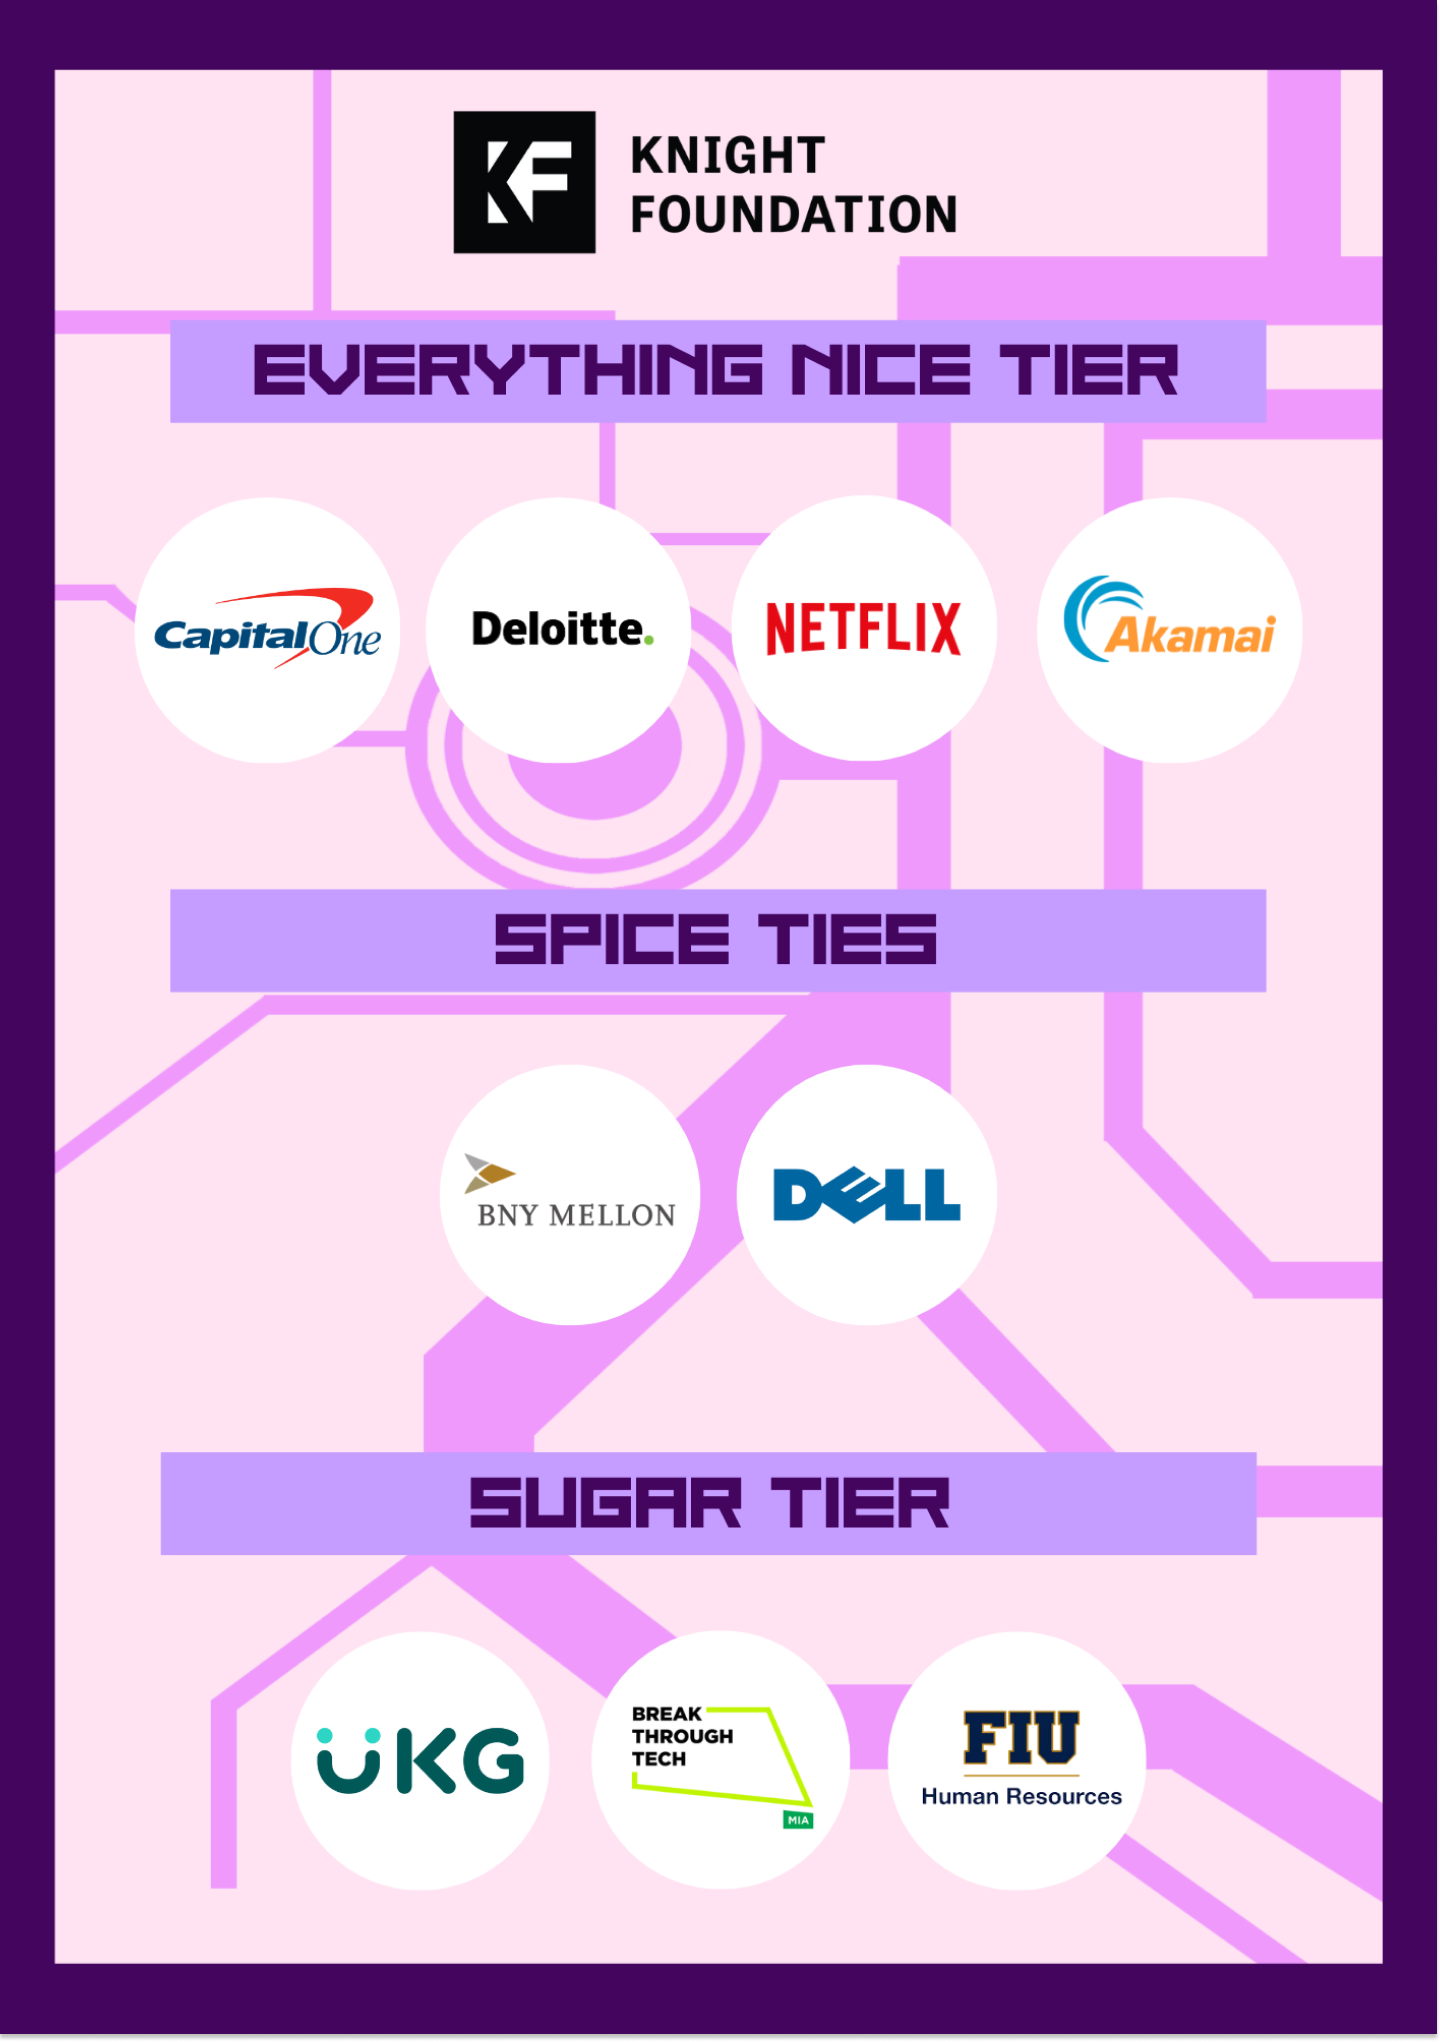 KF
KNIGHT
FOUNDATION
EVERYTHING NICE TIER
Capital One
Deloitte.
NETFLIX
Akamai
SPICE TIES
BNY MELLON
DELL
SUGAR TIER
UKG
BREAK
THROUGH
TECH
MIA
FIU
Human Resources